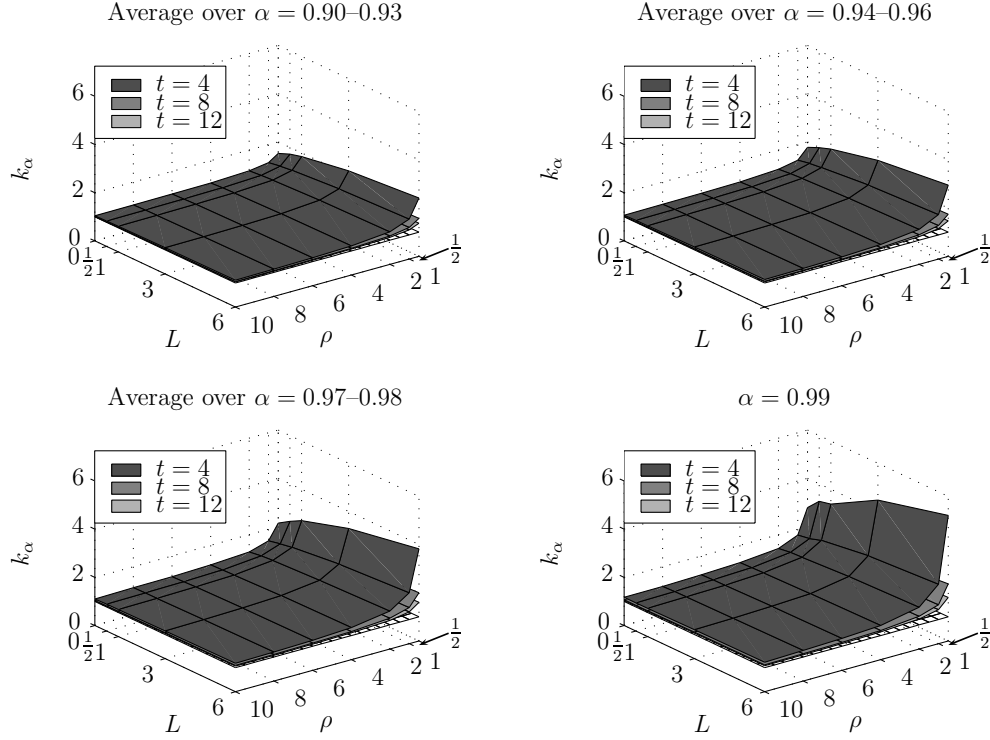 Average over α = 0.90–0.93
t = 4
t = 8
t = 12
k_α
6
4
2
0
0 ½ 1 3 6
L
10 8 6 4 2 1 ½
ρ
Average over α = 0.94–0.96
t = 4
t = 8
t = 12
k_α
6
4
2
0
0 ½ 1 3 6
L
10 8 6 4 2 1 ½
ρ
Average over α = 0.97–0.98
t = 4
t = 8
t = 12
k_α
6
4
2
0
0 ½ 1 3 6
L
10 8 6 4 2 1 ½
ρ
α = 0.99
t = 4
t = 8
t = 12
k_α
6
4
2
0
0 ½ 1 3 6
L
10 8 6 4 2 1 ½
ρ